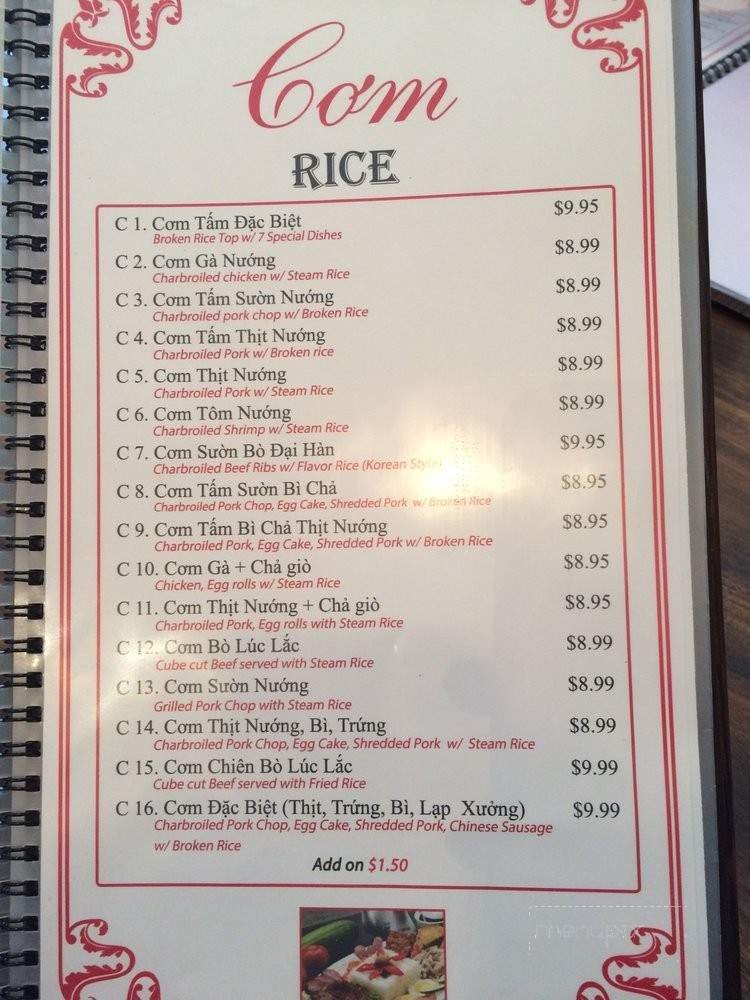 Cơm
RICE
C 1. Cơm Tấm Đặc Biệt $9.95
Broken Rice Top w/ 7 Special Dishes
C 2. Cơm Gà Nướng $8.99
Charbroiled chicken w/ Steam Rice
C 3. Cơm Tấm Sườn Nướng $8.99
Charbroiled pork chop w/ Broken Rice
C 4. Cơm Tấm Thịt Nướng $8.99
Charbroiled Pork w/ Broken rice
C 5. Cơm Thịt Nướng $8.99
Charbroiled Pork w/ Steam Rice
C 6. Cơm Tôm Nướng $8.99
Charbroiled Shrimp w/ Steam Rice
C 7. Cơm Sườn Bò Đại Hàn $9.95
Charbroiled Beef Ribs w/ Flavor Rice (Korean Style)
C 8. Cơm Tấm Sườn Bì Chả $8.95
Charbroiled Pork Chop, Egg Cake, Shredded Pork w/ Broken Rice
C 9. Cơm Tấm Bì Chả Thịt Nướng $8.95
Charbroiled Pork, Egg Cake, Shredded Pork w/ Broken Rice
C 10. Cơm Gà + Chả giò $8.95
Chicken, Egg rolls w/ Steam Rice
C 11. Cơm Thịt Nướng + Chả giò $8.95
Charbroiled Pork, Egg rolls with Steam Rice
C 12. Cơm Bò Lúc Lắc $8.99
Cube cut Beef served with Steam Rice
C 13. Cơm Sườn Nướng $8.99
Grilled Pork Chop with Steam Rice
C 14. Cơm Thịt Nướng, Bì, Trứng $8.99
Charbroiled Pork Chop, Egg Cake, Shredded Pork w/ Steam Rice
C 15. Cơm Chiên Bò Lúc Lắc $9.99
Cube cut Beef served with Fried Rice
C 16. Cơm Đặc Biệt (Thịt, Trứng, Bì, Lạp Xưởng) $9.99
Charbroiled Pork Chop, Egg Cake, Shredded Pork, Chinese Sausage
w/ Broken Rice
Add on $1.50